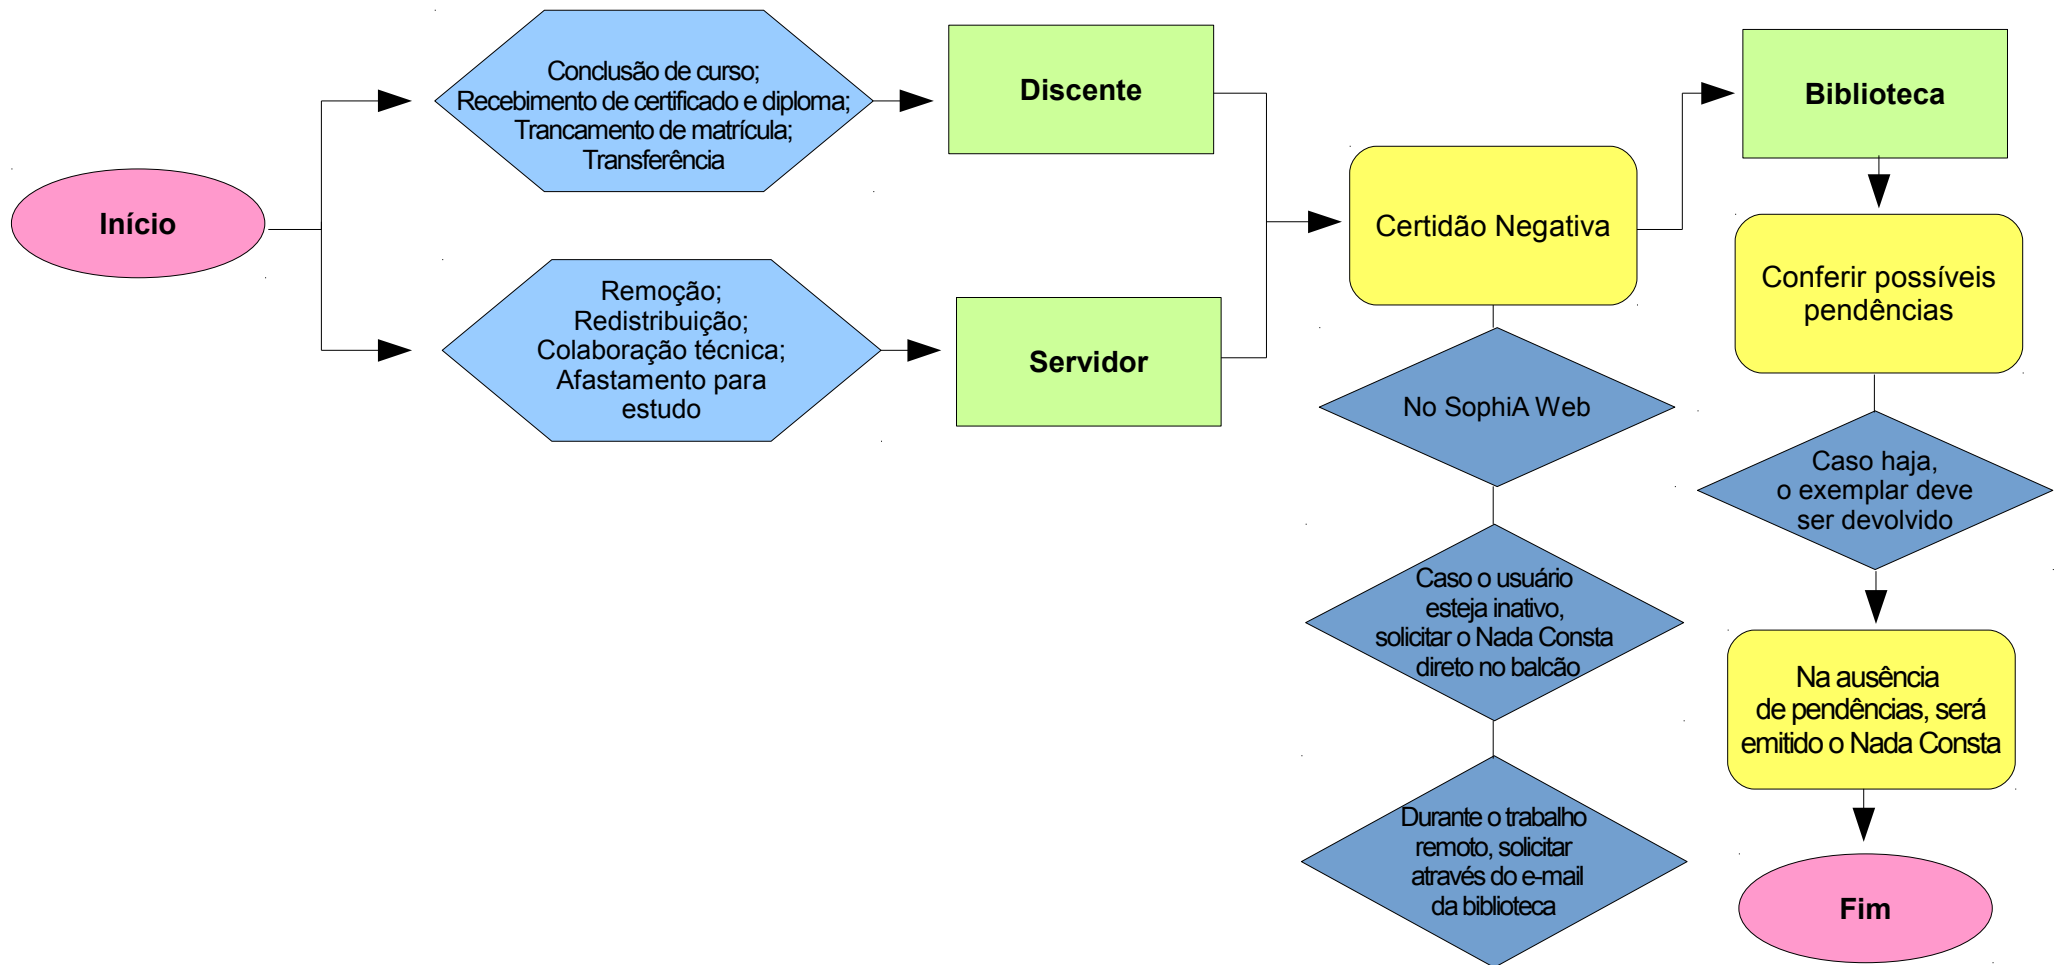 Início
Conclusão de curso;
Recebimento de certificado e diploma;
Trancamento de matrícula;
Transferência
Discente
Remoção;
Redistribuição;
Colaboração técnica;
Afastamento para
estudo
Servidor
Certidão Negativa
No SophiA Web
Caso o usuário
esteja inativo,
solicitar o Nada Consta
direto no balcão
Durante o trabalho
remoto, solicitar
através do e-mail
da biblioteca
Biblioteca
Conferir possíveis
pendências
Caso haja,
o exemplar deve
ser devolvido
Na ausência
de pendências, será
emitido o Nada Consta
Fim